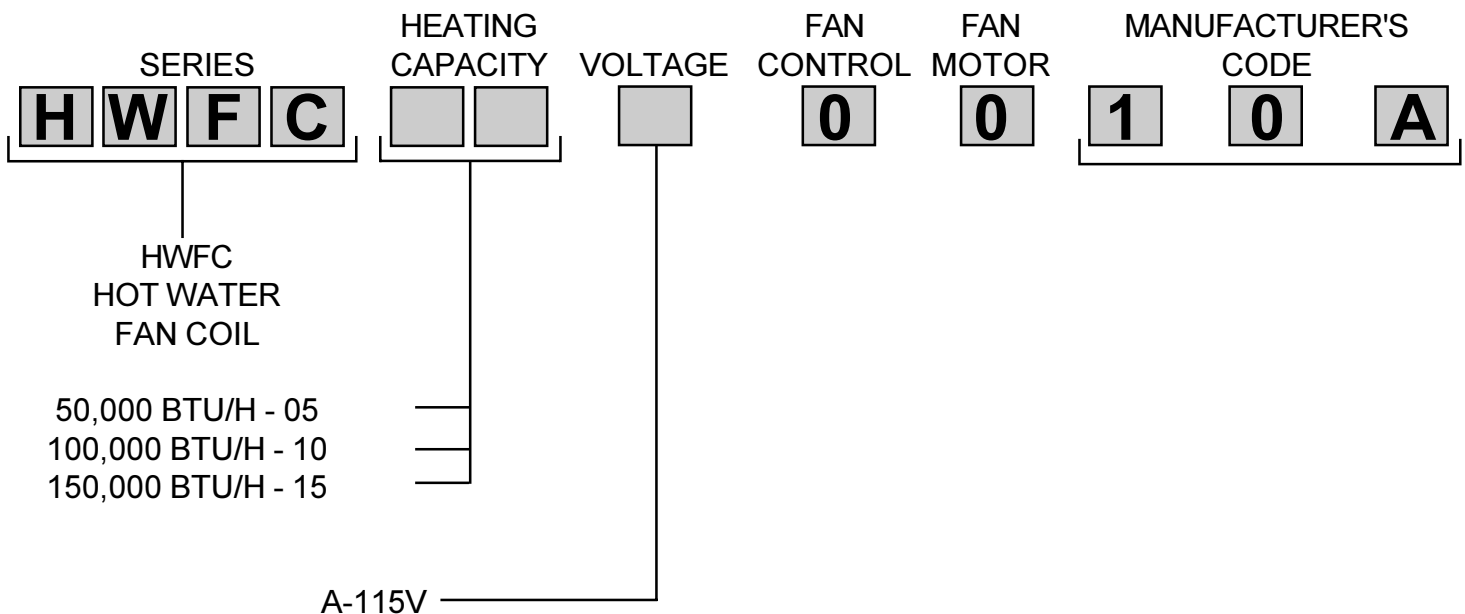 HEATING FAN FAN MANUFACTURER'S
SERIES CAPACITY VOLTAGE CONTROL MOTOR CODE
H W F C 0 0 1 0 A
HWFC
HOT WATER
FAN COIL
50,000 BTU/H - 05
100,000 BTU/H - 10
150,000 BTU/H - 15
A-115V